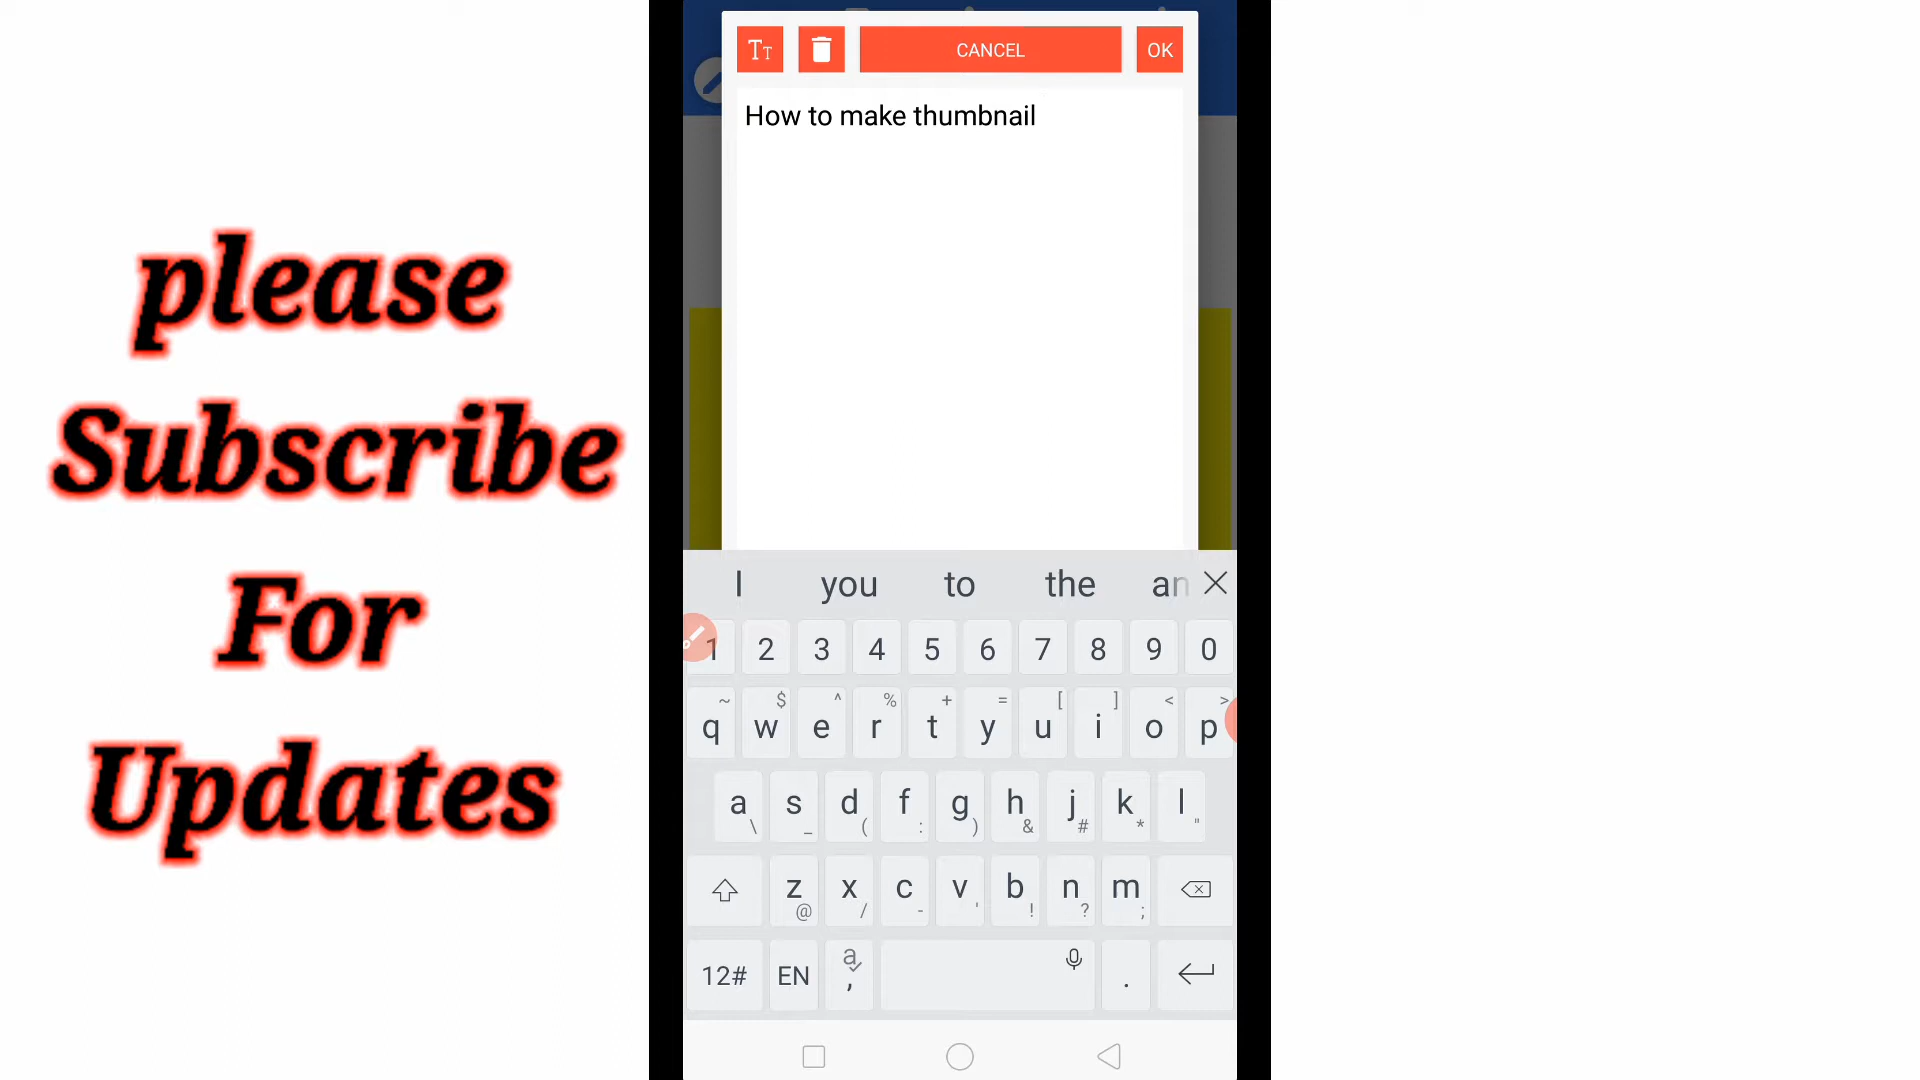 please
Subscribe
For
Updates
CANCEL
OK
How to make thumbnail
I you to the an
1 2 3 4 5 6 7 8 9 0
~ $ ^ % + = [ ] < >
q w e r t y u i o p
a s d f g h j k l
\ _ ( : ) & # * "
z x c v b n m
@ / - ' ! ? ;
12# EN a , .